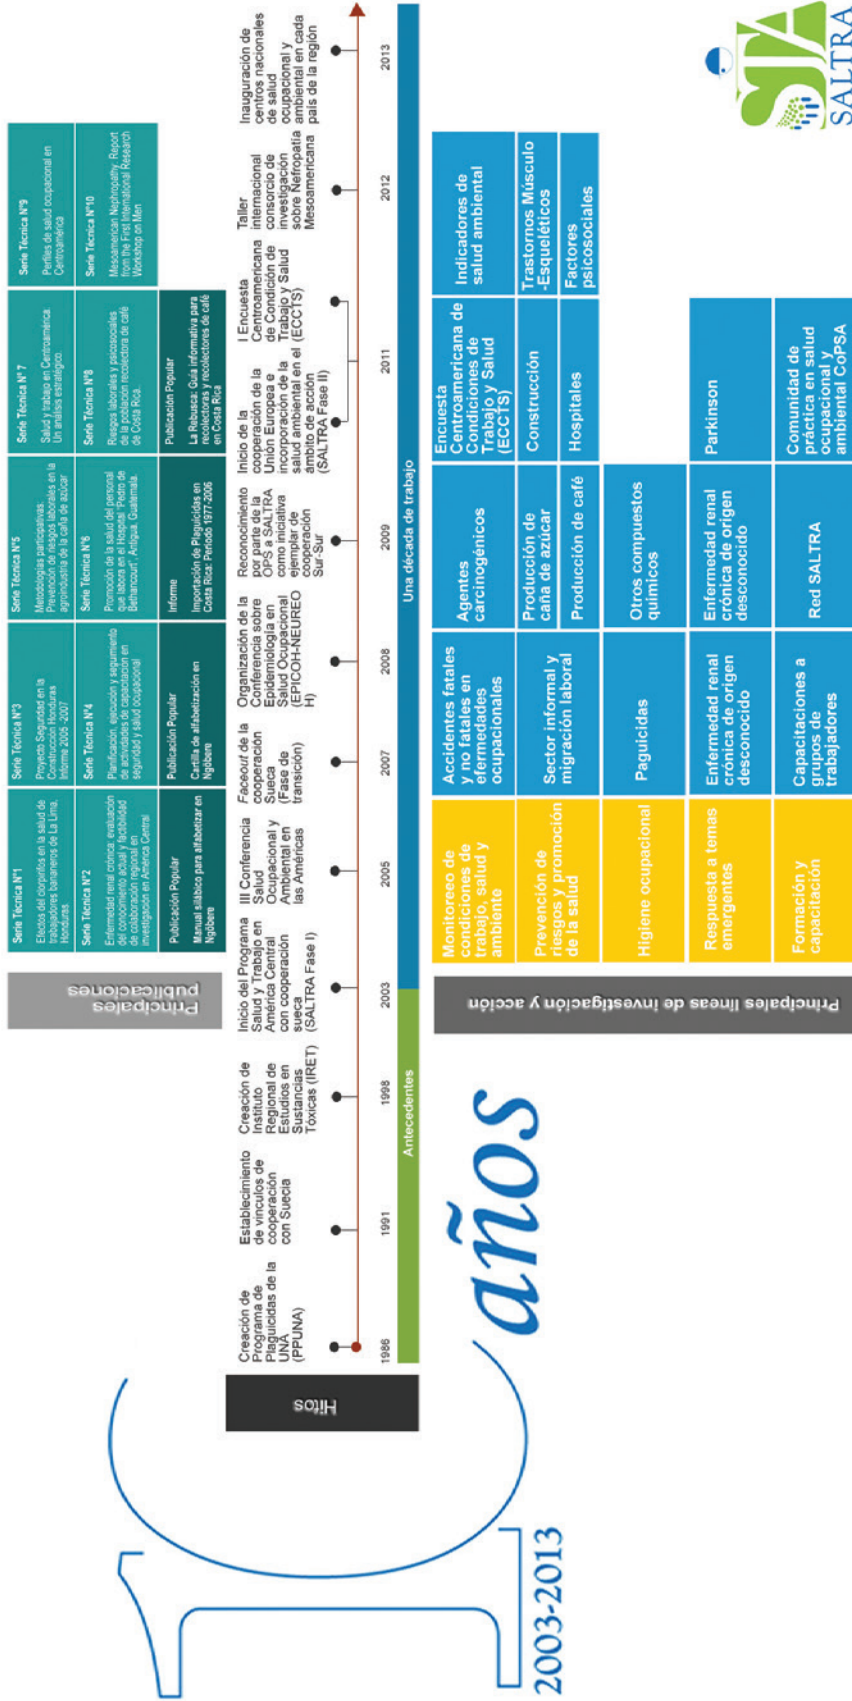 10 años
2003-2013
Principales
publicaciones
Serie Técnica N°1
Efectos del clorpirifos en la salud de
trabajadores bananeros de La Lima,
Honduras.
Serie Técnica N°2
Enfermedad renal crónica: evaluación
del conocimiento actual y factibilidad
de colaboración regional en
investigación en América Central
Publicación Popular
Manual silábico para alfabetizar en
Ngöbere
Serie Técnica N°3
Proyecto Seguridad en la
Construcción Honduras
Informe 2005 -2007
Serie Técnica N°4
Planificación, ejecución y seguimiento
de actividades de capacitación en
seguridad y salud ocupacional
Publicación Popular
Cartilla de alfabetización en
Ngöbere
Serie Técnica N°5
Metodologías participativas:
Prevención de riesgos laborales en la
agroindustria de la caña de azúcar
Serie Técnica N°6
Promoción de la salud del personal
que labora en el Hospital "Pedro de
Bethancourt", Antigua, Guatemala.
Informe
Importación de Plaguicidas en
Costa Rica: Periodo 1977-2006
Serie Técnica N° 7
Salud y trabajo en Centroamérica:
Un análisis estratégico.
Serie Técnica N°8
Riesgos laborales y psicosociales
de la población recolectora de café
de Costa Rica.
Publicación Popular
La Rebusca: Guía informativa para
recolectoras y recolectores de café
en Costa Rica
Serie Técnica N°9
Perfiles de salud ocupacional en
Centroamérica
Serie Técnica N°10
Mesoamerican Nephropathy: Report
from the First International Research
Workshop on Men
Hitos
Creación de
Programa de
Plaguicidas de la
UNA
(PPUNA)
Establecimiento
de vínculos de
cooperación
con Suecia
Creación de
Instituto
Regional de
Estudios en
Sustancias
Tóxicas (IRET)
Inicio del Programa
Salud y Trabajo en
América Central
con cooperación
sueca
(SALTRA Fase I)
III Conferencia
Salud
Ocupacional y
Ambiental en
las Américas
Faceout de la
cooperación
Sueca
(Fase de
transición)
Organización de la
Conferencia sobre
Epidemiología en
Salud Ocupacional
(EPICOH-NEUREO
H)
Reconocimiento
por parte de la
OPS a SALTRA
como iniciativa
ejemplar de
cooperación
Sur-Sur
Inicio de la
cooperación de la
Unión Europea e
incorporación de la
salud ambiental en el
ámbito de acción
(SALTRA Fase II)
I Encuesta
Centroamericana
de Condición de
Trabajo y Salud
(ECCTS)
Taller
internacional
consorcio de
investigación
sobre Nefropatía
Mesoamericana
Inauguración de
centros nacionales
de salud
ocupacional y
ambiental en cada
país de la región
1986
1991
1998
2003
2005
2007
2008
2009
2011
2012
2013
Antecedentes
Una década de trabajo
Principales líneas de investigación y acción
Monitoreeo de
condiciones de
trabajo, salud y
ambiente
Accidentes fatales
y no fatales en
efermedades
ocupacionales
Agentes
carcinogénicos
Encuesta
Centroamericana de
Condiciones de
Trabajo y Salud
(ECCTS)
Indicadores de
salud ambiental
Prevención de
riesgos y promoción
de la salud
Sector informal y
migración laboral
Producción de
caña de azúcar
Producción de café
Construcción
Hospitales
Trastornos Músculo
-Esqueléticos
Factores
psicosociales
Higiene ocupacional
Paguicidas
Otros compuestos
químicos
Respuesta a temas
emergentes
Enfermedad renal
crónica de origen
desconocido
Enfermedad renal
crónica de origen
desconocido
Parkinson
Formación y
capacitación
Capacitaciones a
grupos de
trabajadores
Red SALTRA
Comunidad de
práctica en salud
ocupacional y
ambiental CoPSA
STA
SALTRA